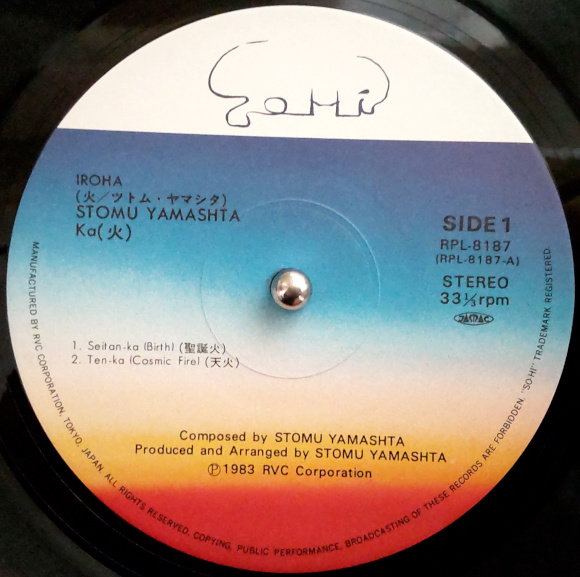 So Hi
IROHA
(火／ツトム・ヤマシタ)
STOMU YAMASHTA
Ka(火)
SIDE 1
RPL-8187
(RPL-8187-A)
STEREO
33⅓rpm
JASRAC
1. Seitan-ka (Birth) (聖誕火)
2. Ten-ka (Cosmic Fire) (天火)
Composed by STOMU YAMASHTA
Produced and Arranged by STOMU YAMASHTA
Ⓟ1983 RVC Corporation
MANUFACTURED BY RVC CORPORATION, TOKYO, JAPAN. ALL RIGHTS RESERVED. COPYING, PUBLIC PERFORMANCE, BROADCASTING OF THESE RECORDS ARE FORBIDDEN. "SO·HI" TRADEMARK REGISTERED.